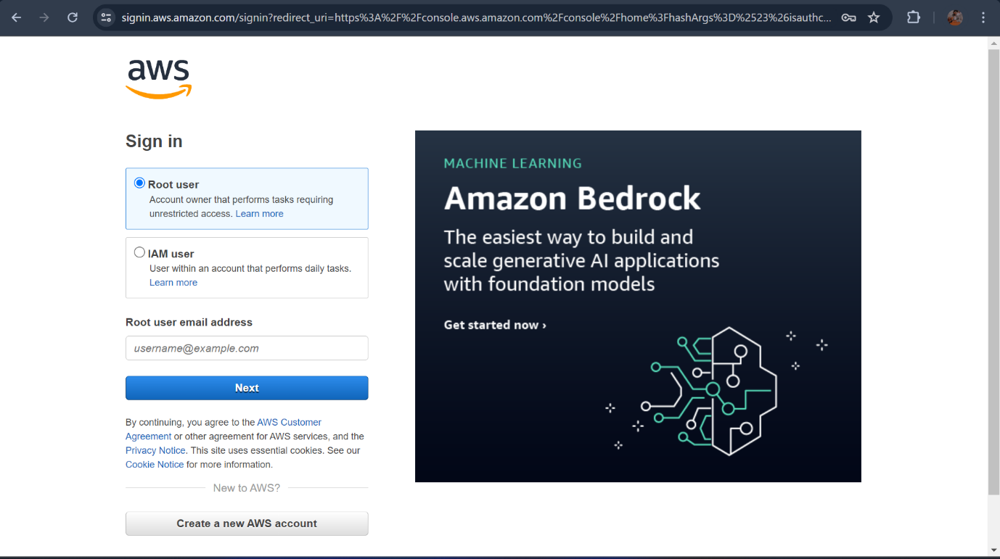 signin.aws.amazon.com/signin?redirect_uri=https%3A%2F%2Fconsole.aws.amazon.com%2Fconsole%2Fhome%3FhashArgs%3D%2523%26isauthc...
aws
Sign in
Root user
Account owner that performs tasks requiring
unrestricted access. Learn more
IAM user
User within an account that performs daily tasks.
Learn more
Root user email address
username@example.com
Next
By continuing, you agree to the AWS Customer
Agreement or other agreement for AWS services, and the
Privacy Notice. This site uses essential cookies. See our
Cookie Notice for more information.
New to AWS?
Create a new AWS account
MACHINE LEARNING
Amazon Bedrock
The easiest way to build and
scale generative AI applications
with foundation models
Get started now ›